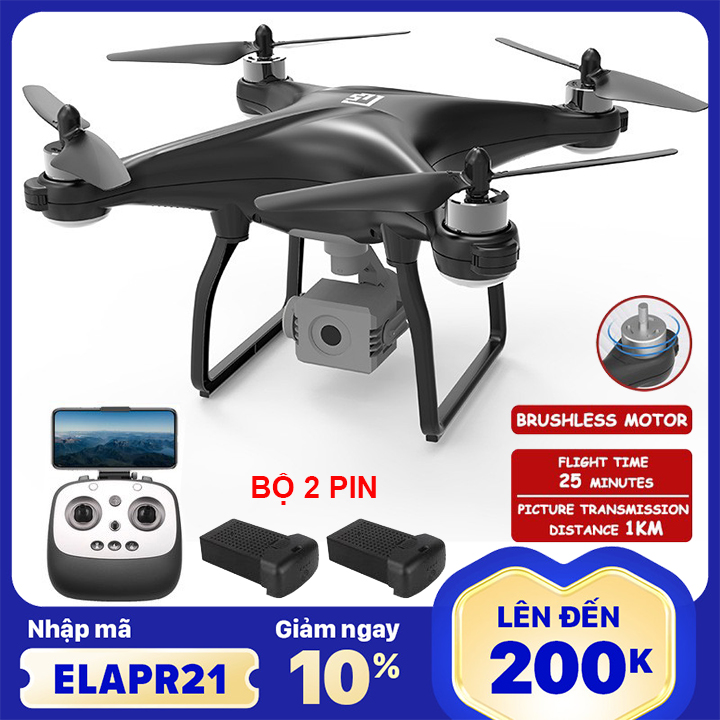 BRUSHLESS MOTOR
FLIGHT TIME
25 MINUTES
PICTURE TRANSMISSION
DISTANCE 1KM
BỘ 2 PIN
Nhập mã
ELAPR21
Giảm ngay
10%
LÊN ĐẾN
200K